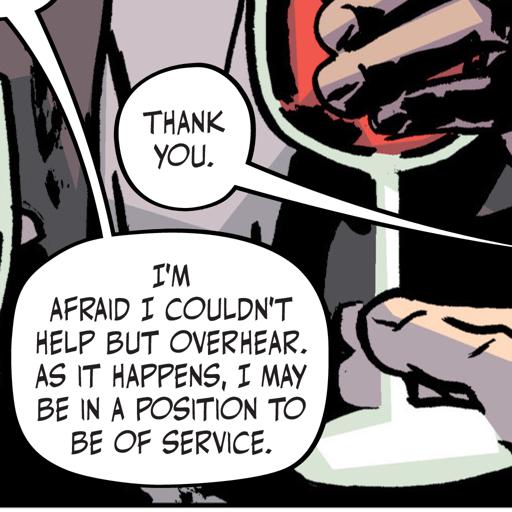 THANK
YOU.
I'M
AFRAID I COULDN'T
HELP BUT OVERHEAR.
AS IT HAPPENS, I MAY
BE IN A POSITION TO
BE OF SERVICE.